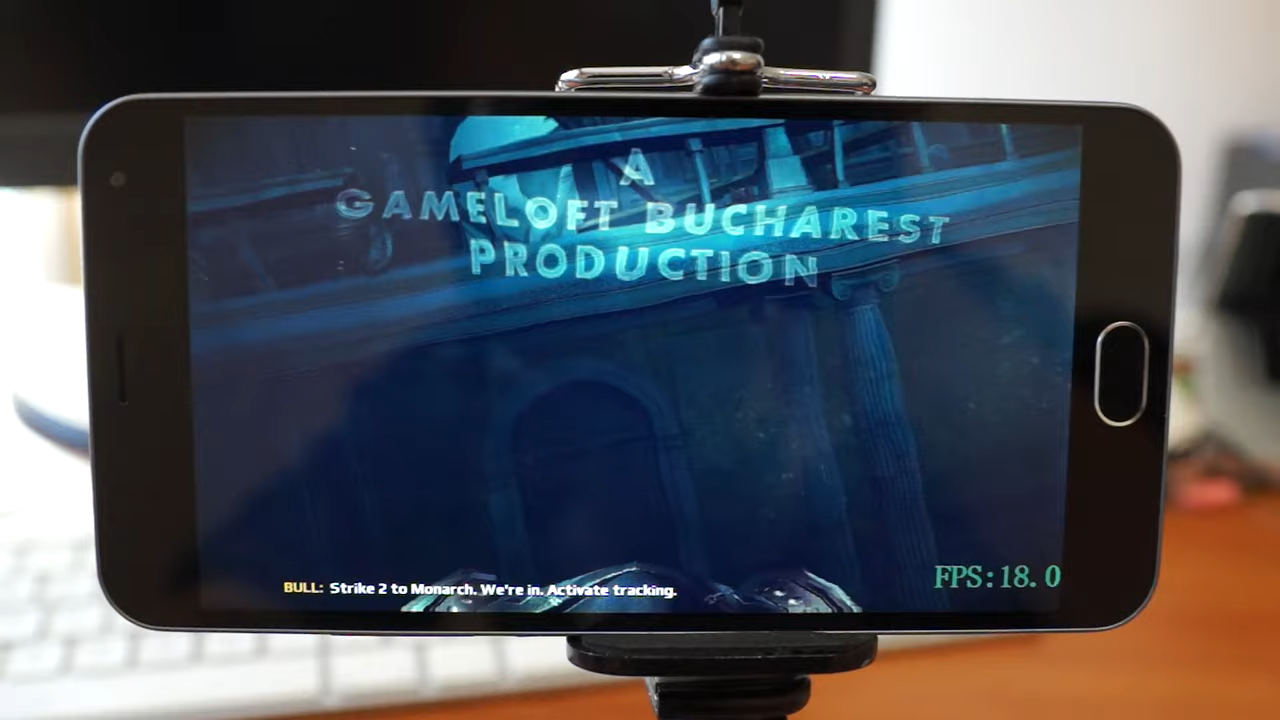 A
GAMELOFT BUCHAREST
PRODUCTION
BULL: Strike 2 to Monarch. We're in. Activate tracking.
FPS:18.0